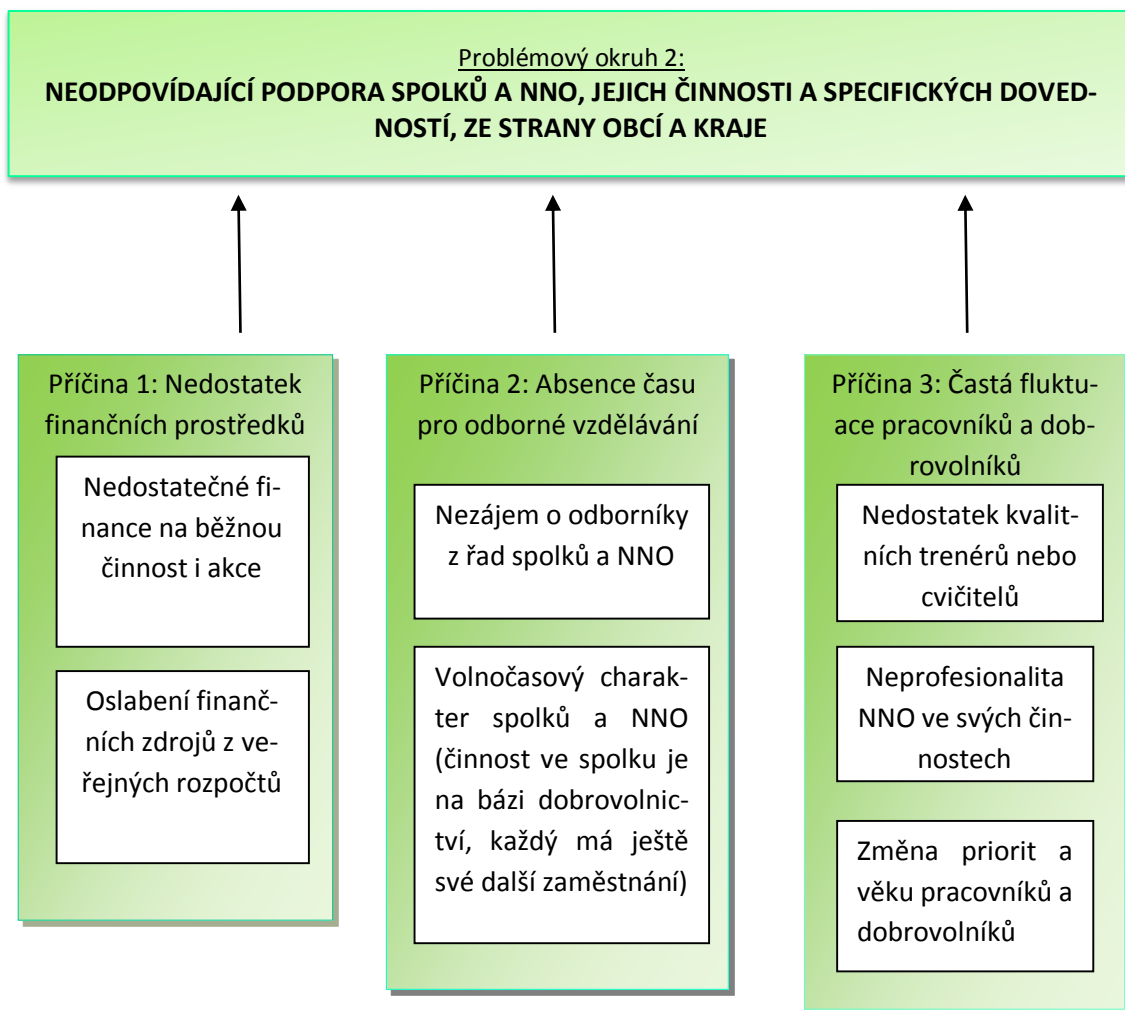 Problémový okruh 2:
NEODPOVÍDAJÍCÍ PODPORA SPOLKŮ A NNO, JEJICH ČINNOSTI A SPECIFICKÝCH DOVED-
NOSTÍ, ZE STRANY OBCÍ A KRAJE
Příčina 1: Nedostatek
finančních prostředků
Nedostatečné fi-
nance na běžnou
činnost i akce
Oslabení finanč-
ních zdrojů z ve-
řejných rozpočtů
Příčina 2: Absence času
pro odborné vzdělávání
Nezájem o odborníky
z řad spolků a NNO
Volnočasový charak-
ter spolků a NNO
(činnost ve spolku je
na bázi dobrovolnic-
tví, každý má ještě
své další zaměstnání)
Příčina 3: Častá fluktu-
ace pracovníků a dob-
rovolníků
Nedostatek kvalit-
ních trenérů nebo
cvičitelů
Neprofesionalita
NNO ve svých čin-
nostech
Změna priorit a
věku pracovníků a
dobrovolníků